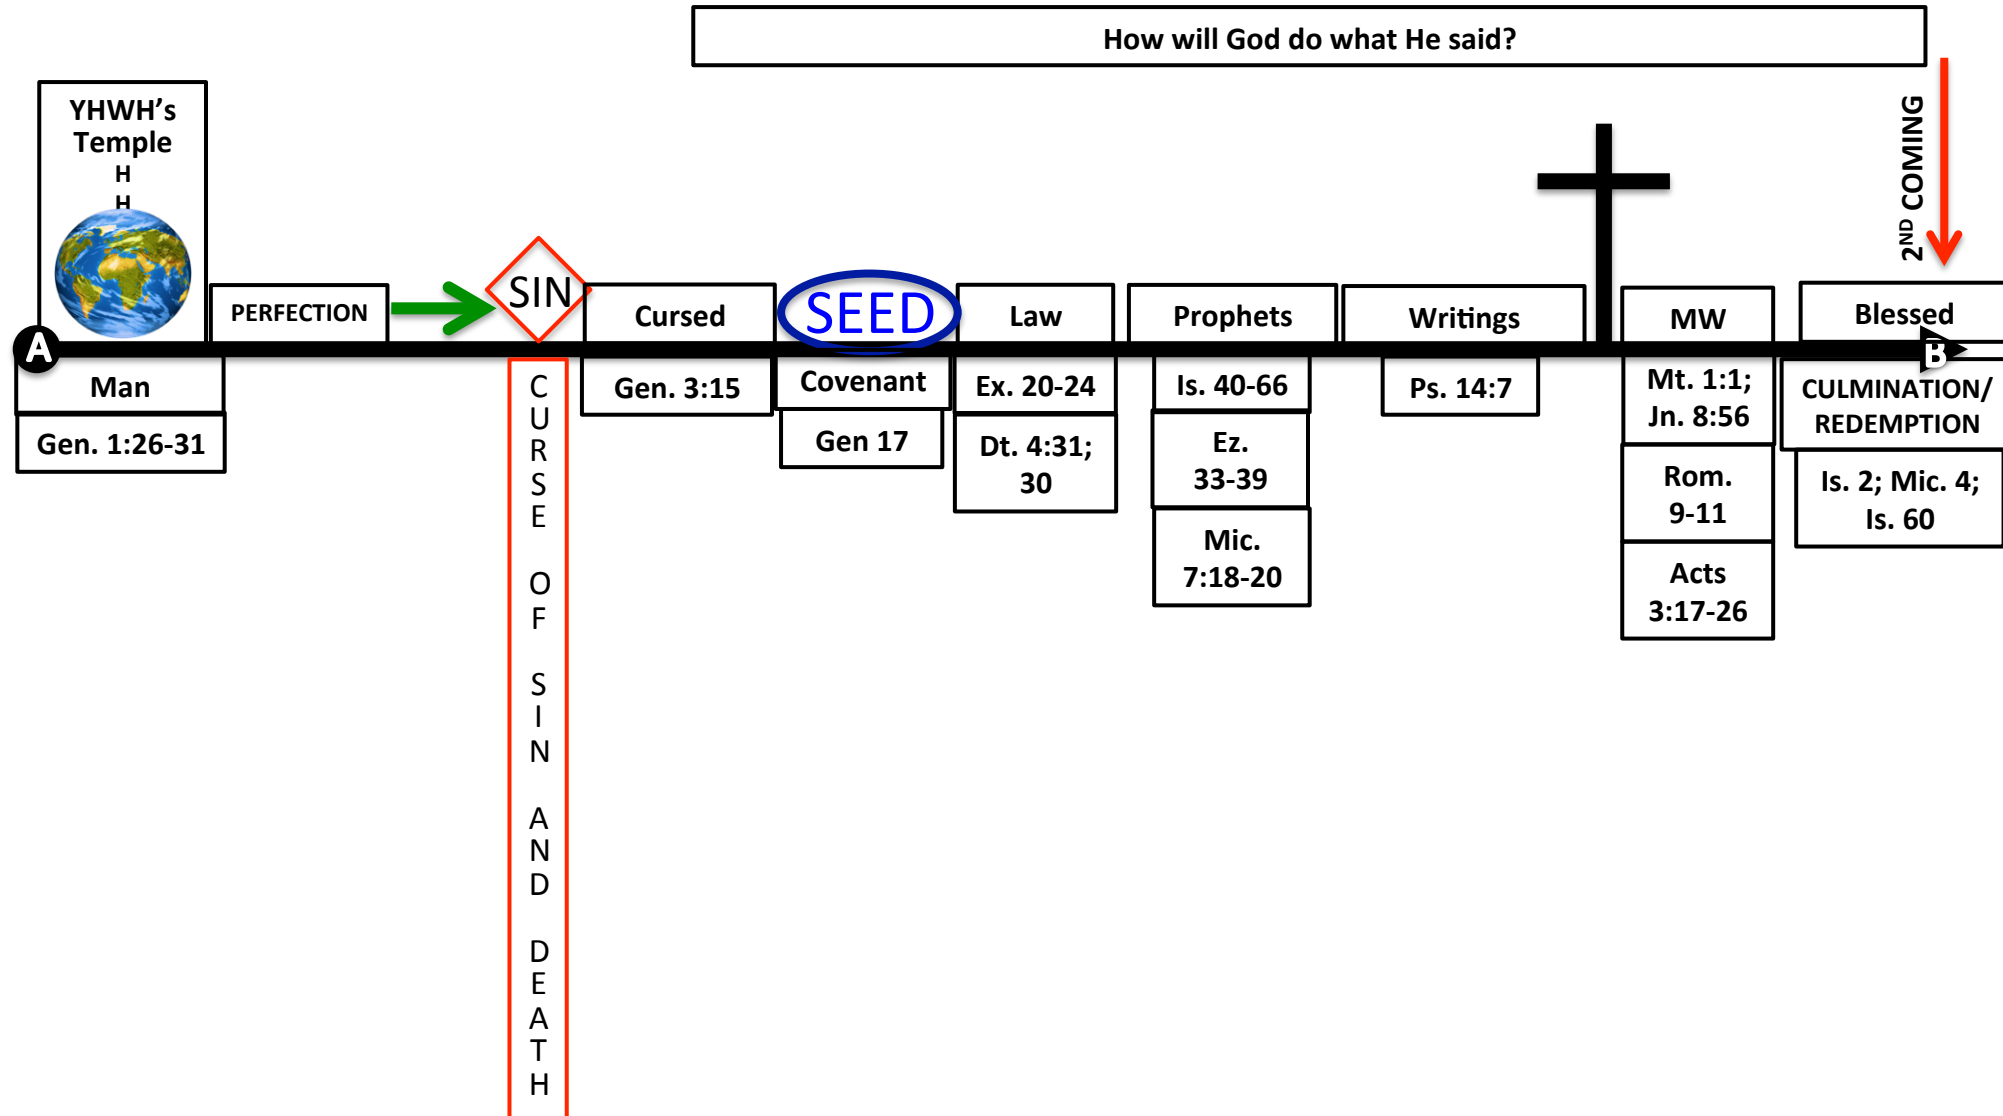 How will God do what He said?
YHWH’s
Temple
H
H
2ND COMING
PERFECTION
SIN
Cursed
SEED
Law
Prophets
Writings
MW
Blessed
A
B
Man
Gen. 1:26-31
C
U
R
S
E
O
F
S
I
N
A
N
D
D
E
A
T
H
Gen. 3:15
Covenant
Gen 17
Ex. 20-24
Dt. 4:31;
30
Is. 40-66
Ez.
33-39
Mic.
7:18-20
Ps. 14:7
Mt. 1:1;
Jn. 8:56
Rom.
9-11
Acts
3:17-26
CULMINATION/
REDEMPTION
Is. 2; Mic. 4;
Is. 60